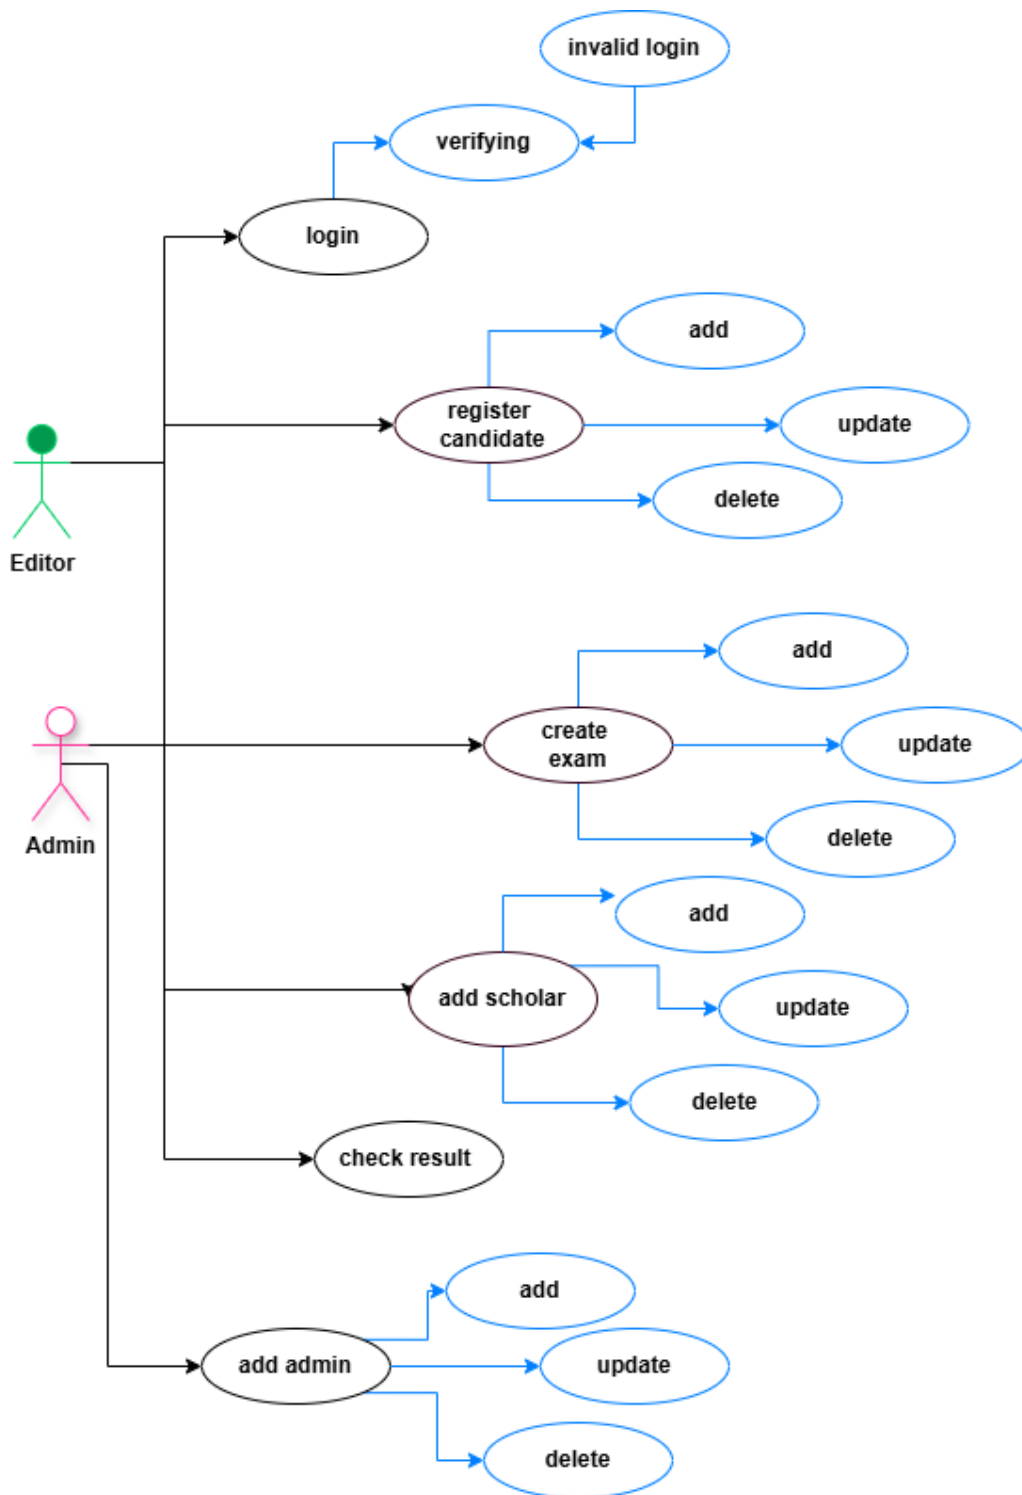 invalid login
verifying
login
add
register
candidate
update
delete
Editor
add
create
exam
update
delete
Admin
add
add scholar
update
delete
check result
add
add admin
update
delete